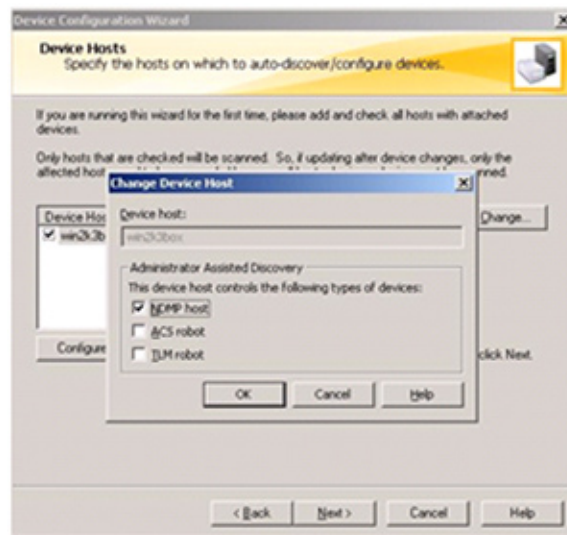 Device Configuration Wizard
Device Hosts
Specify the hosts on which to auto-discover/configure devices.
If you are running this wizard for the first time, please add and check all hosts with attached
devices.
Only hosts that are checked will be scanned. So, if updating after device changes, only the
affected host
Change Device Host
Device host:
win2k3box
Device Hos
win2k3b
Change...
Administrator Assisted Discovery
This device host controls the following types of devices:
NDMP host
ACS robot
TLM robot
Configure
click Next.
OK Cancel Help
< Back Next > Cancel Help